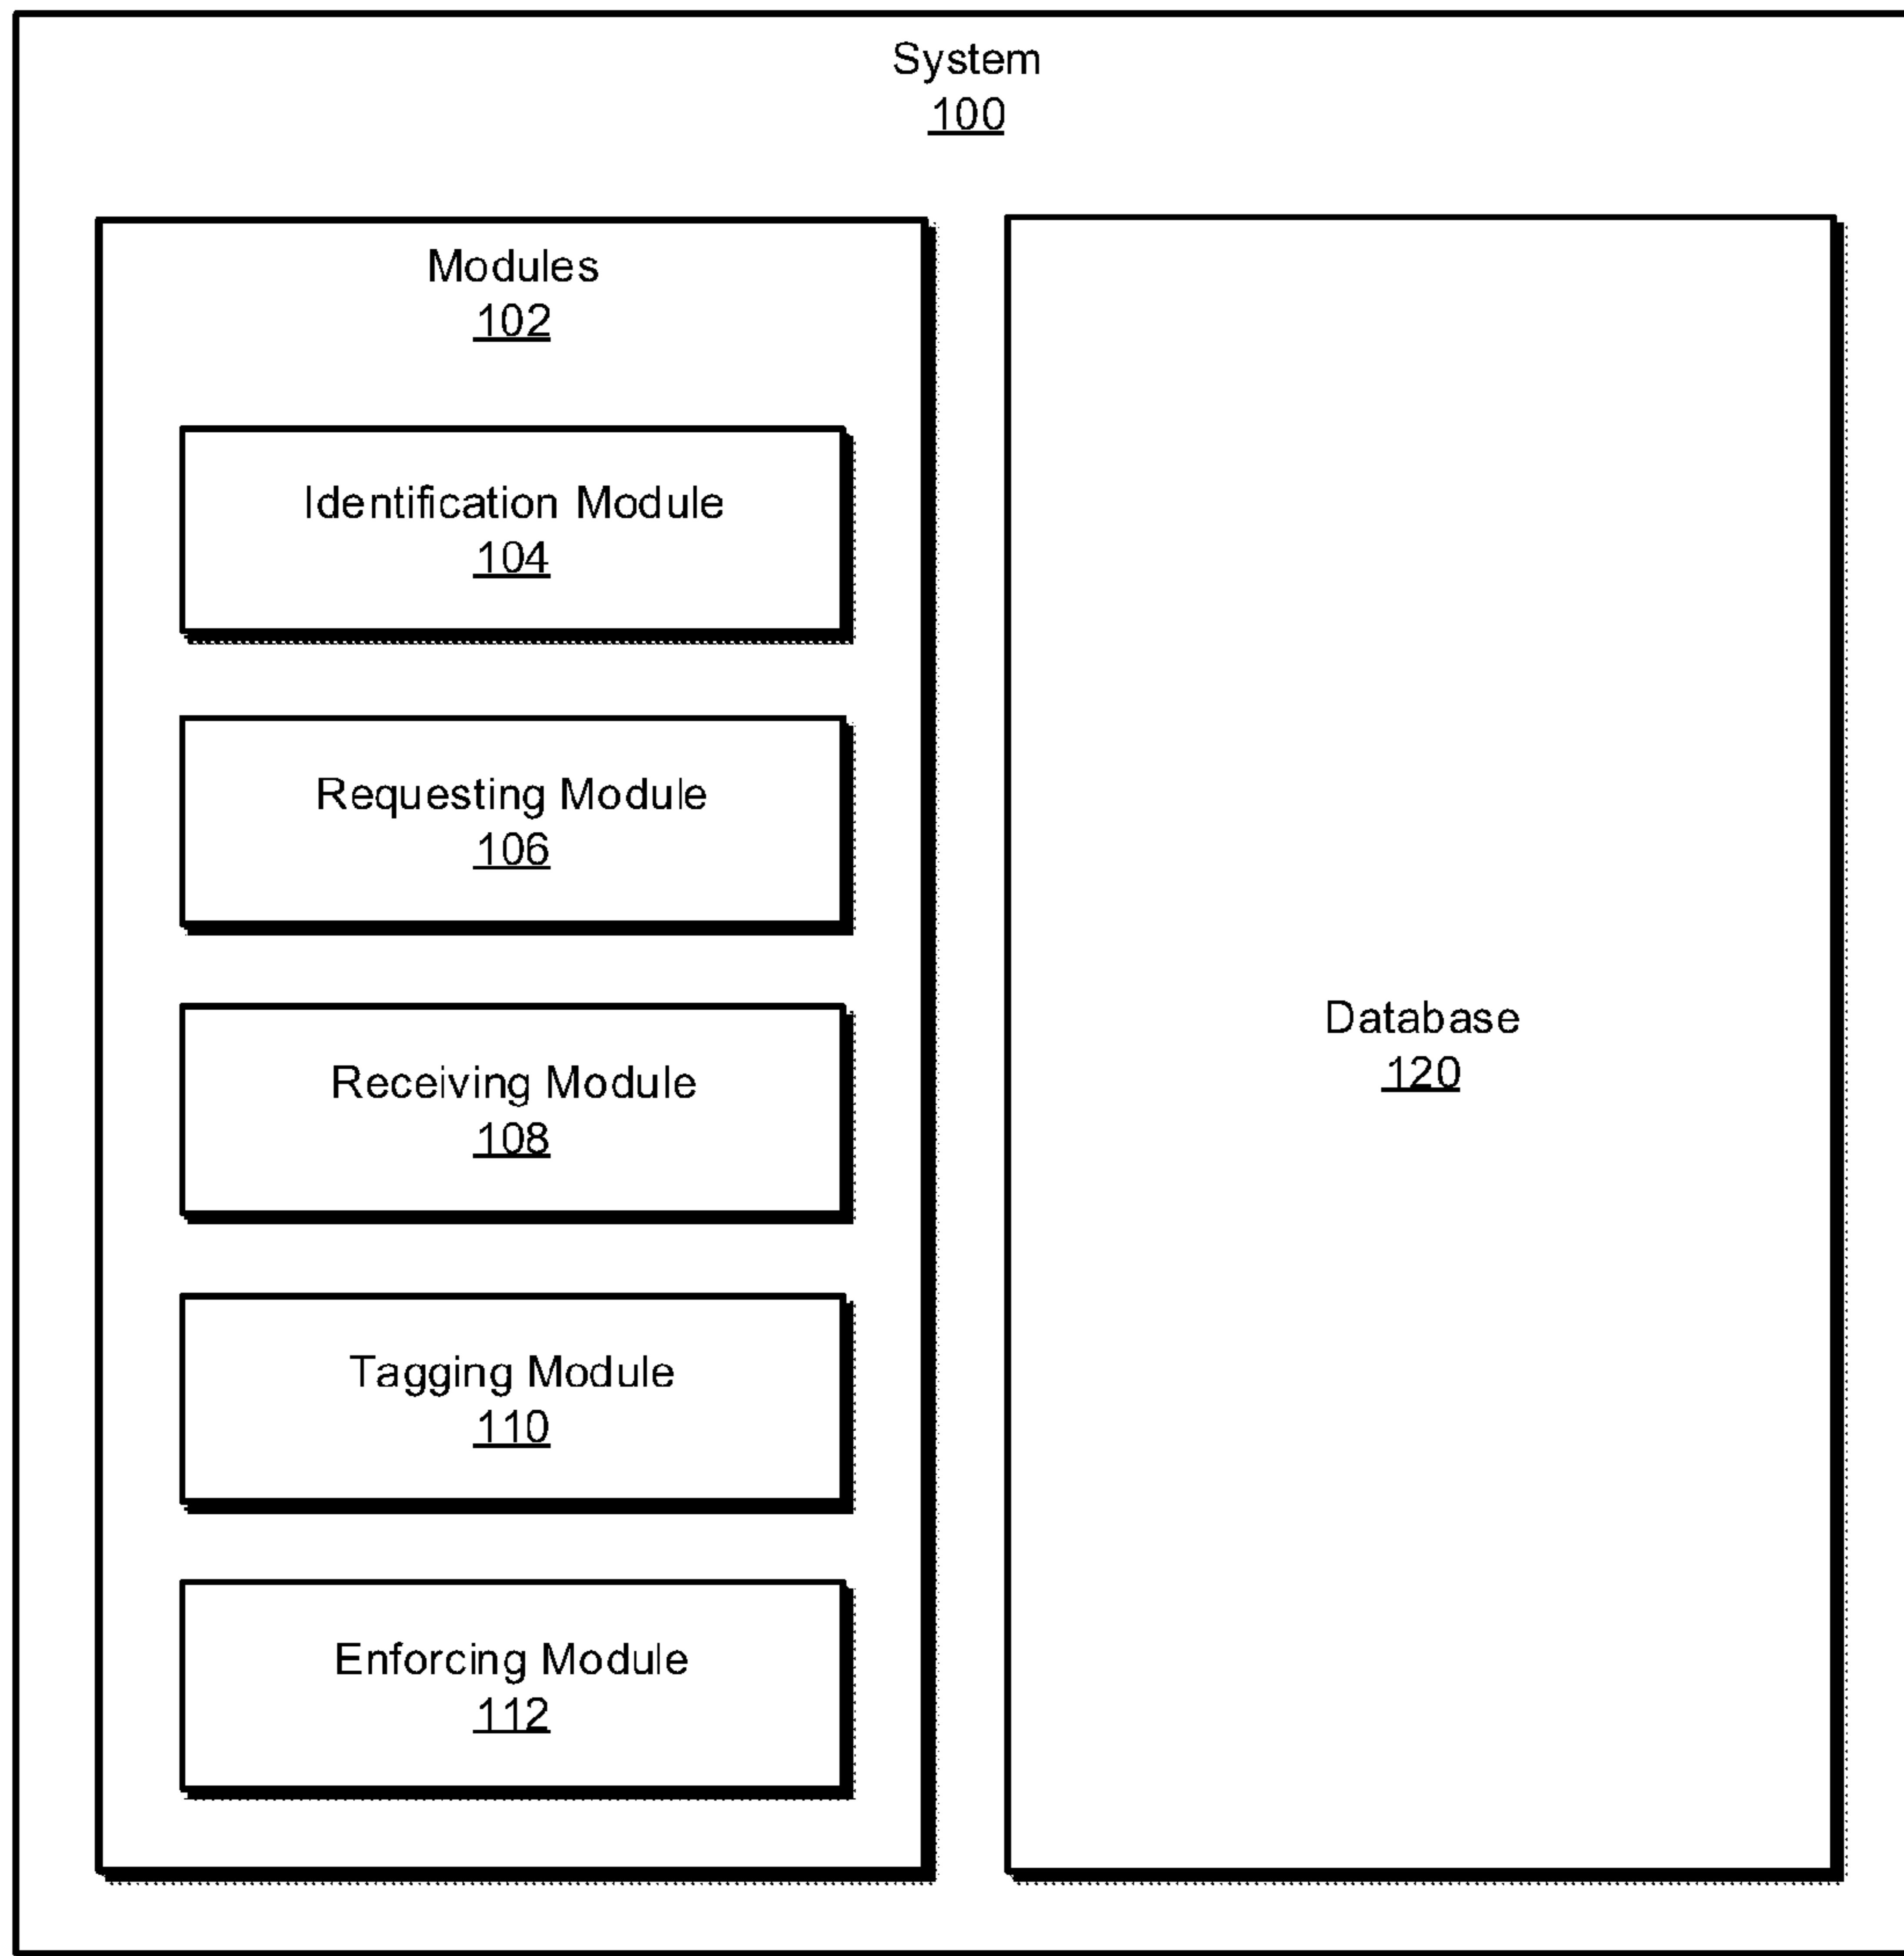 System
100
Modules
102
Identification Module
104
Requesting Module
106
Receiving Module
108
Tagging Module
110
Enforcing Module
112
Database
120